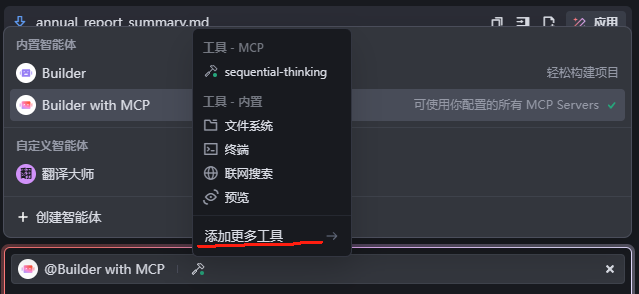 annual_report_summary.md
应用
内置智能体
Builder
轻松构建项目
Builder with MCP
可使用你配置的所有 MCP Servers
自定义智能体
翻 翻译大师
+ 创建智能体
工具 - MCP
sequential-thinking
工具 - 内置
文件系统
终端
联网搜索
预览
添加更多工具
@Builder with MCP